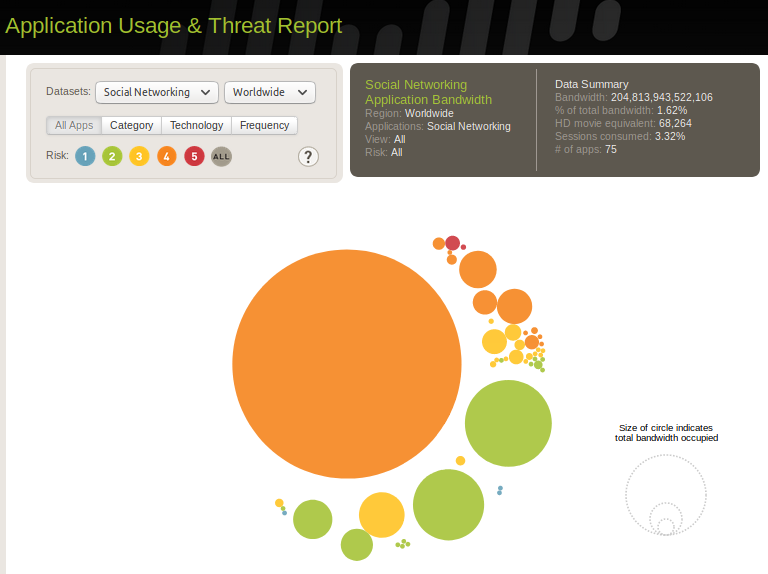 Application Usage & Threat Report
Datasets: Social Networking Worldwide
All Apps Category Technology Frequency
Risk: 1 2 3 4 5 ALL ?
Social Networking
Application Bandwidth
Region: Worldwide
Applications: Social Networking
View: All
Risk: All
Data Summary
Bandwidth: 204,813,943,522,106
% of total bandwidth: 1.62%
HD movie equivalent: 68,264
Sessions consumed: 3.32%
# of apps: 75
Size of circle indicates
total bandwidth occupied